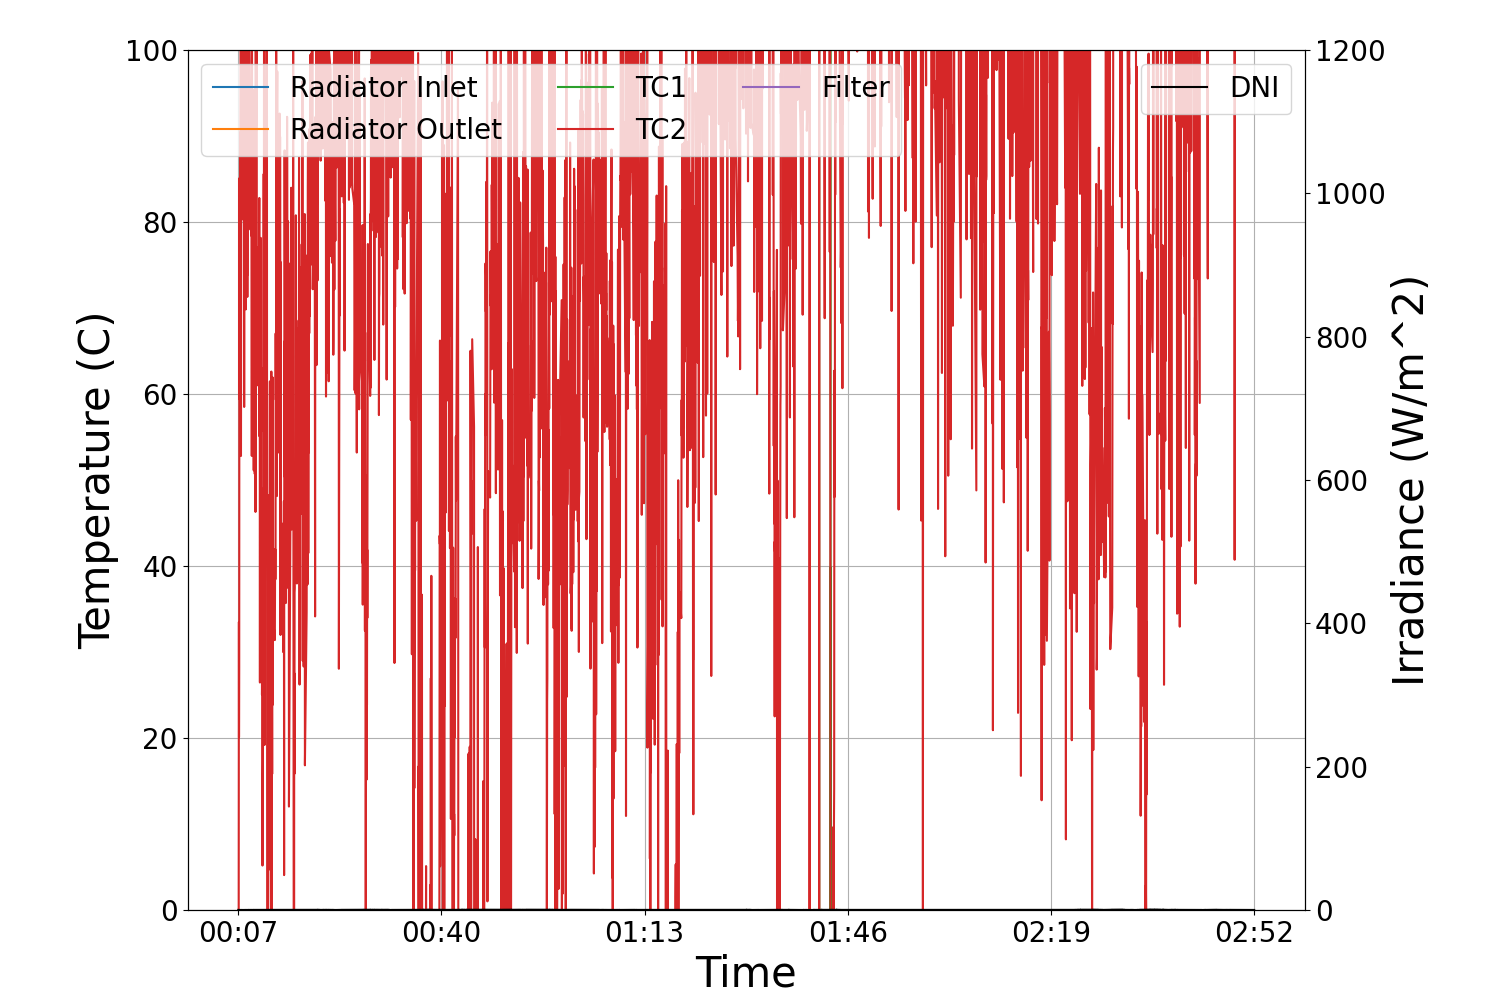 Radiator Inlet
Radiator Outlet
TC1
TC2
Filter
DNI
100
80
60
40
20
0
Temperature (C)
1200
1000
800
600
400
200
0
Irradiance (W/m^2)
00:07 00:40 01:13 01:46 02:19 02:52
Time